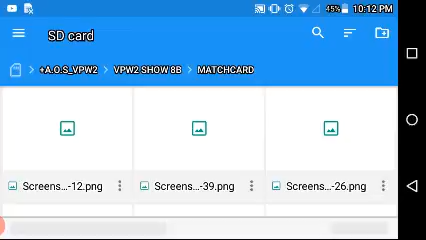 45% 10:12 PM
SD card
+A.O.S_VPW2 > VPW2 SHOW 8B > MATCHCARD
Screens...-12.png Screens...-39.png Screens...-26.png